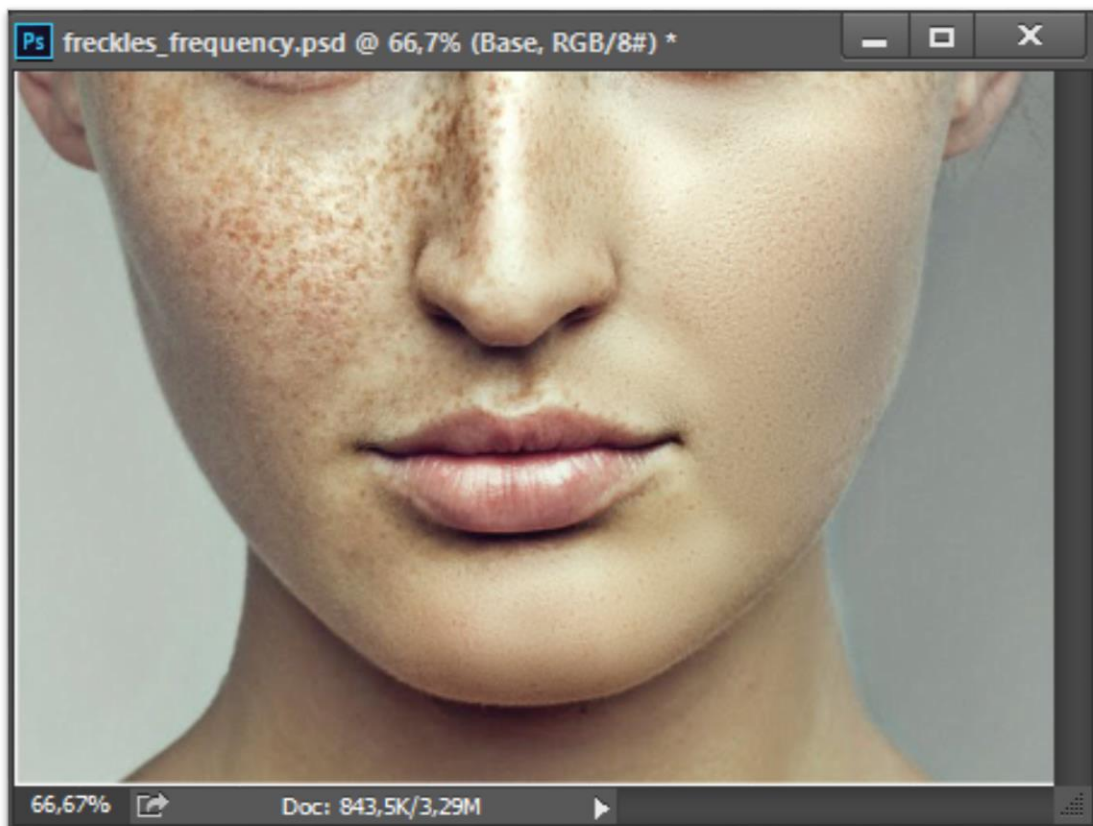 Ps freckles_frequency.psd @ 66,7% (Base, RGB/8#) *
66,67% Doc: 843,5K/3,29M